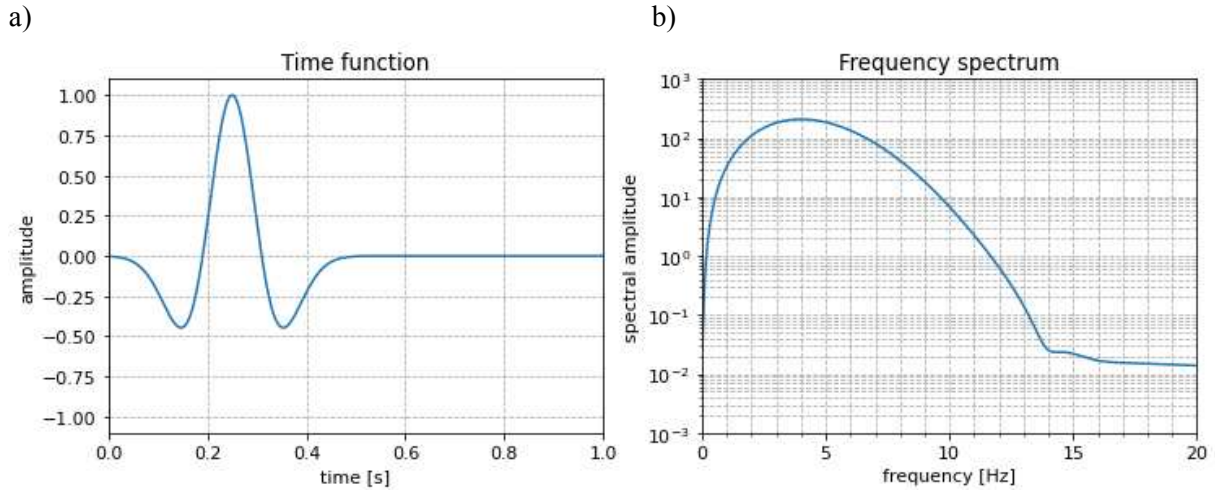 a)
b)
Time function
1.00
0.75
0.50
0.25
0.00
−0.25
−0.50
−0.75
−1.00
amplitude
0.0 0.2 0.4 0.6 0.8 1.0
time [s]
Frequency spectrum
10³
10²
10¹
10⁰
10⁻¹
10⁻²
10⁻³
spectral amplitude
0 5 10 15 20
frequency [Hz]